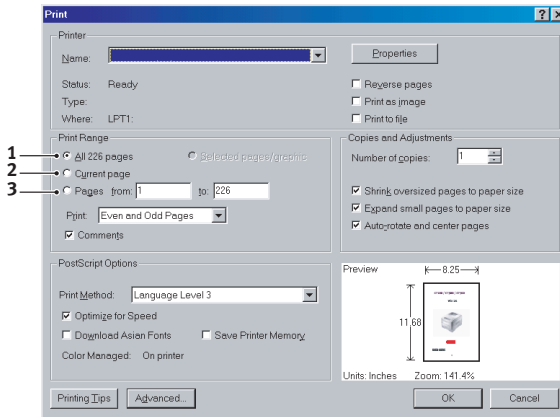 Print
Printer
Name:
Properties
Status: Ready
Type:
Where: LPT1:
Reverse pages
Print as image
Print to file
Print Range
1 All 226 pages
Selected pages/graphic
2 Current page
3 Pages from: 1 to: 226
Print: Even and Odd Pages
Comments
Copies and Adjustments
Number of copies: 1
Shrink oversized pages to paper size
Expand small pages to paper size
Auto-rotate and center pages
PostScript Options
Print Method: Language Level 3
Optimize for Speed
Download Asian Fonts
Save Printer Memory
Color Managed: On printer
Preview
8.25
11.68
Units: Inches Zoom: 141.4%
Printing Tips
Advanced...
OK
Cancel